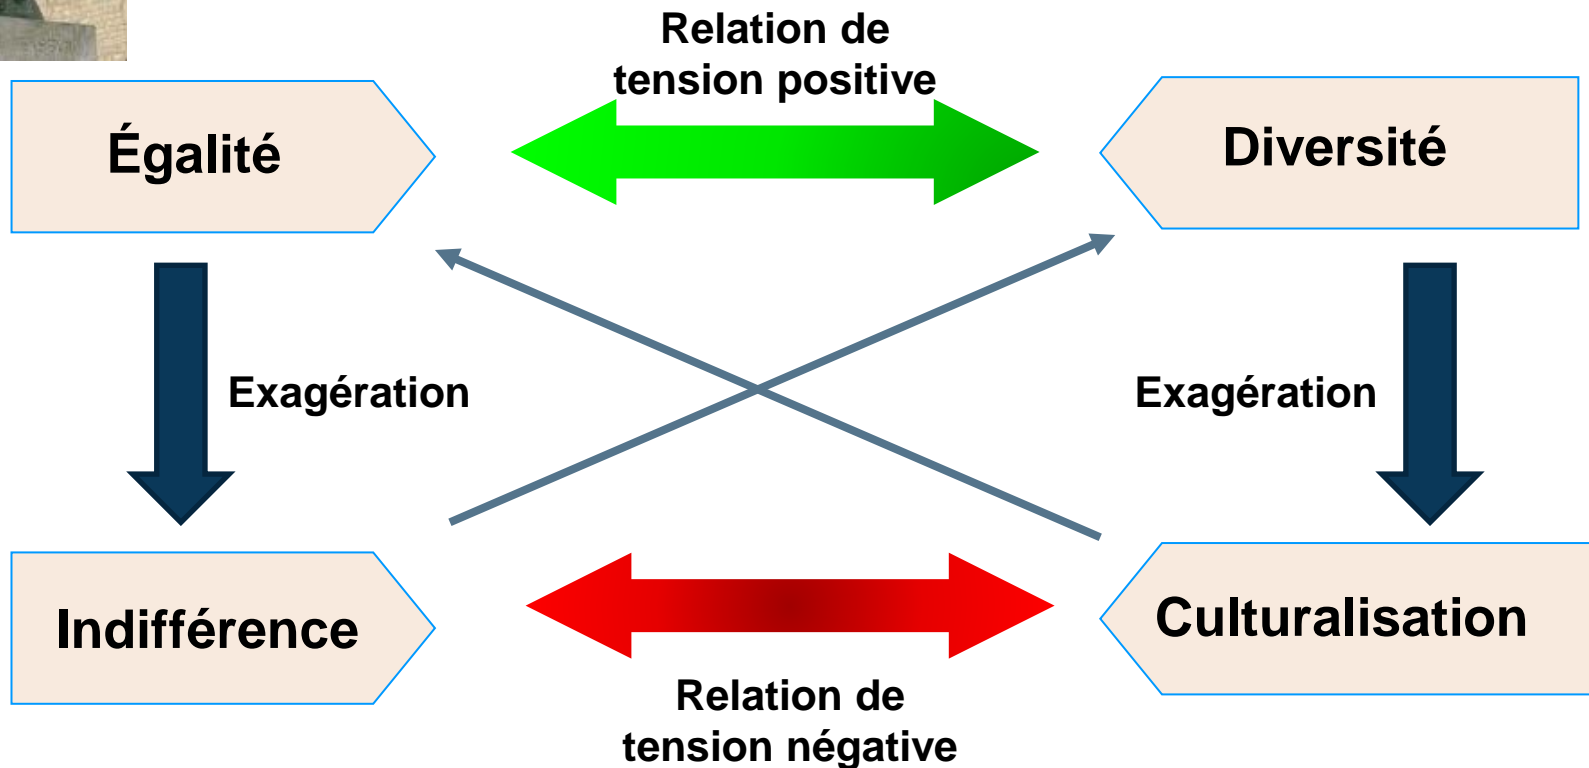 Relation de
tension positive
Égalité
Diversité
Exagération
Exagération
Indifférence
Culturalisation
Relation de
tension négative